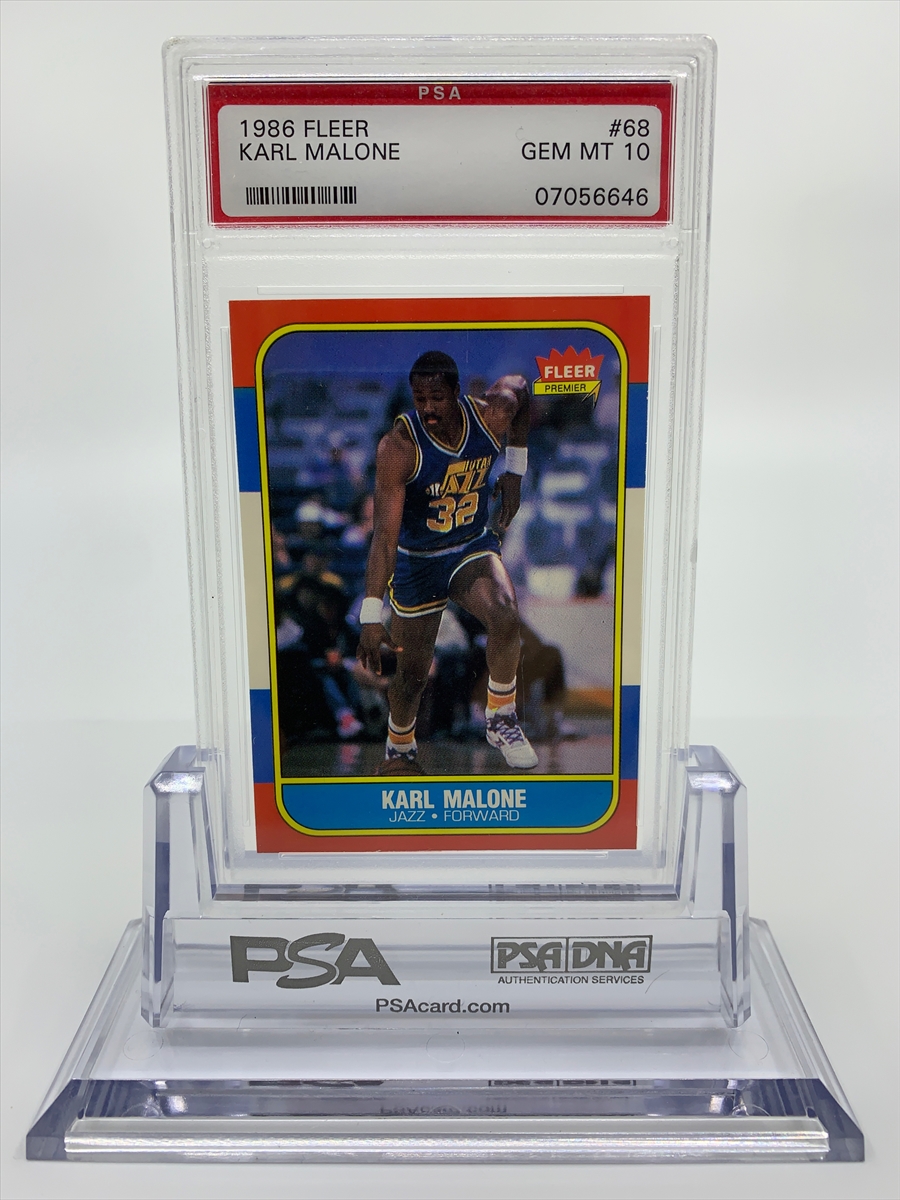 PSA
1986 FLEER #68
KARL MALONE GEM MT 10
07056646
FLEER
PREMIER
UTAH
JAZZ
32
KARL MALONE
JAZZ • FORWARD
PSA PSA DNA
AUTHENTICATION SERVICES
PSAcard.com